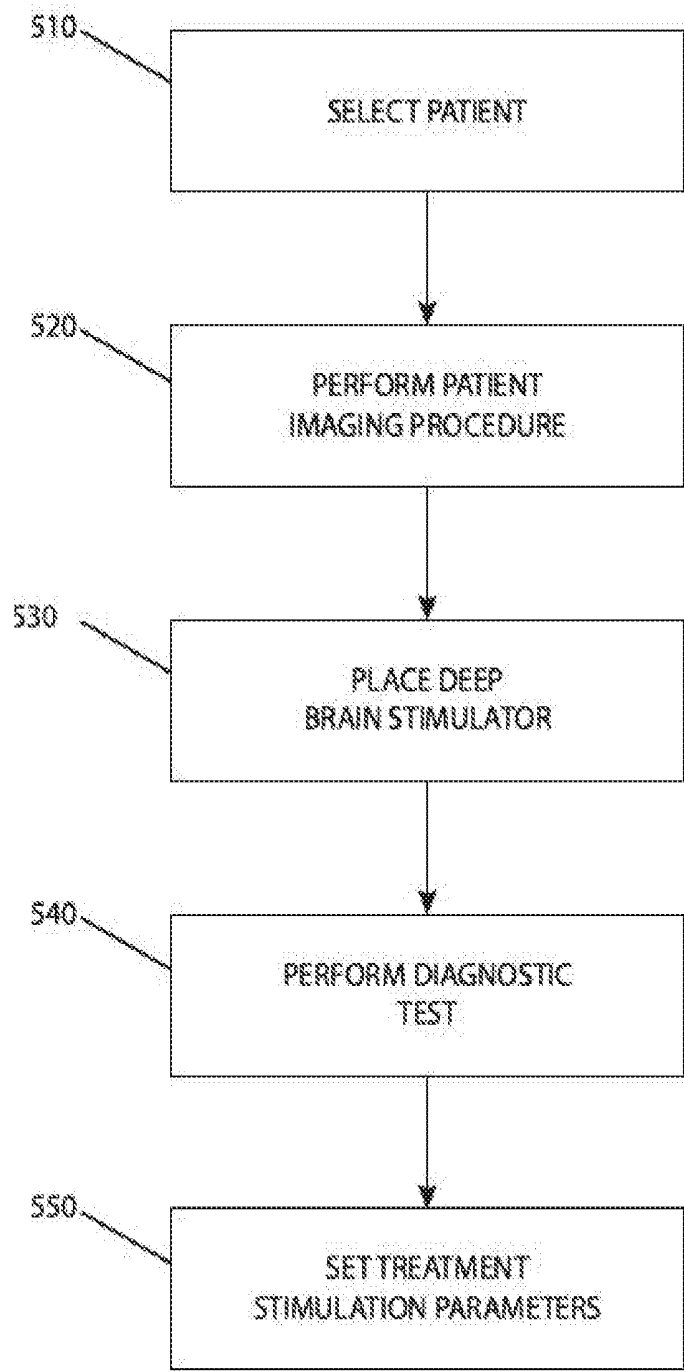 510
SELECT PATIENT
520
PERFORM PATIENT
IMAGING PROCEDURE
530
PLACE DEEP
BRAIN STIMULATOR
540
PERFORM DIAGNOSTIC
TEST
550
SET TREATMENT
STIMULATION PARAMETERS